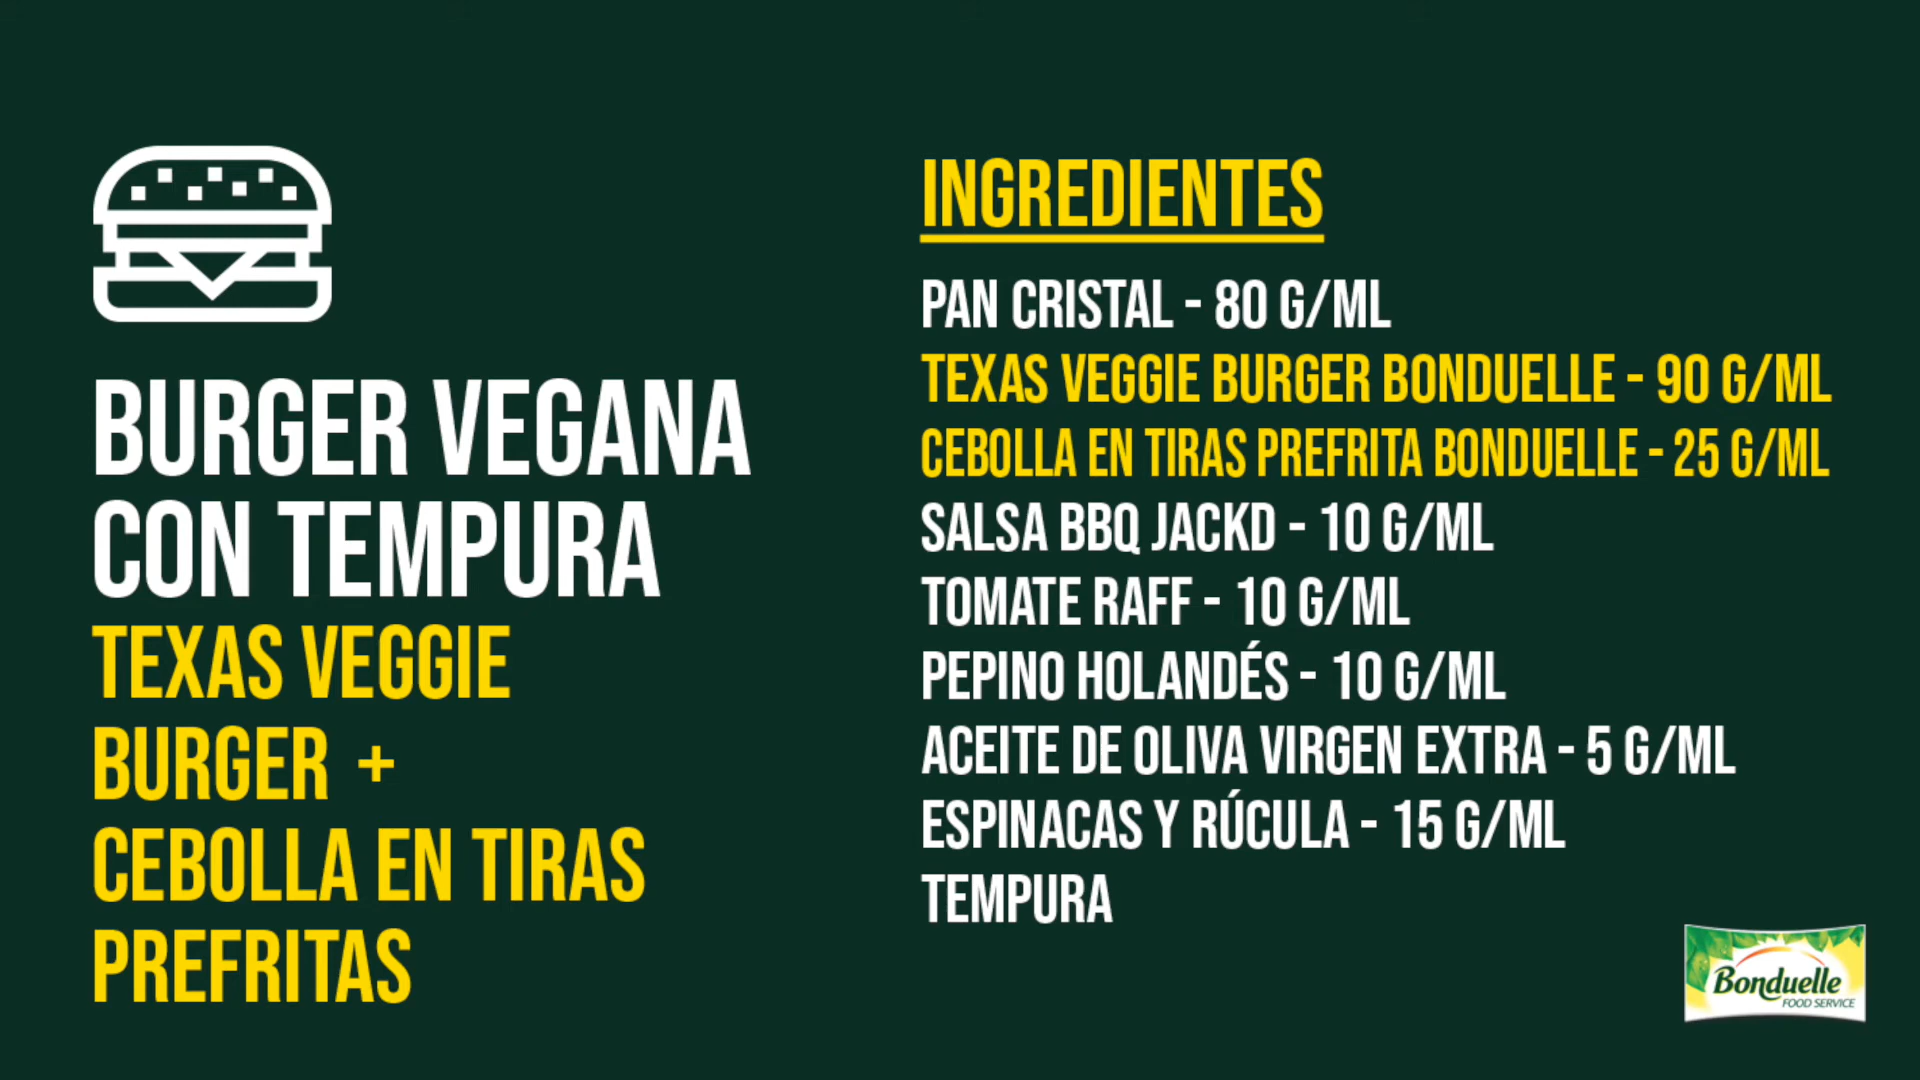 BURGER VEGANA
CON TEMPURA
TEXAS VEGGIE
BURGER +
CEBOLLA EN TIRAS
PREFRITAS
INGREDIENTES
PAN CRISTAL - 80 G/ML
TEXAS VEGGIE BURGER BONDUELLE - 90 G/ML
CEBOLLA EN TIRAS PREFRITA BONDUELLE - 25 G/ML
SALSA BBQ JACKD - 10 G/ML
TOMATE RAFF - 10 G/ML
PEPINO HOLANDÉS - 10 G/ML
ACEITE DE OLIVA VIRGEN EXTRA - 5 G/ML
ESPINACAS Y RÚCULA - 15 G/ML
TEMPURA
Bonduelle
FOOD SERVICE